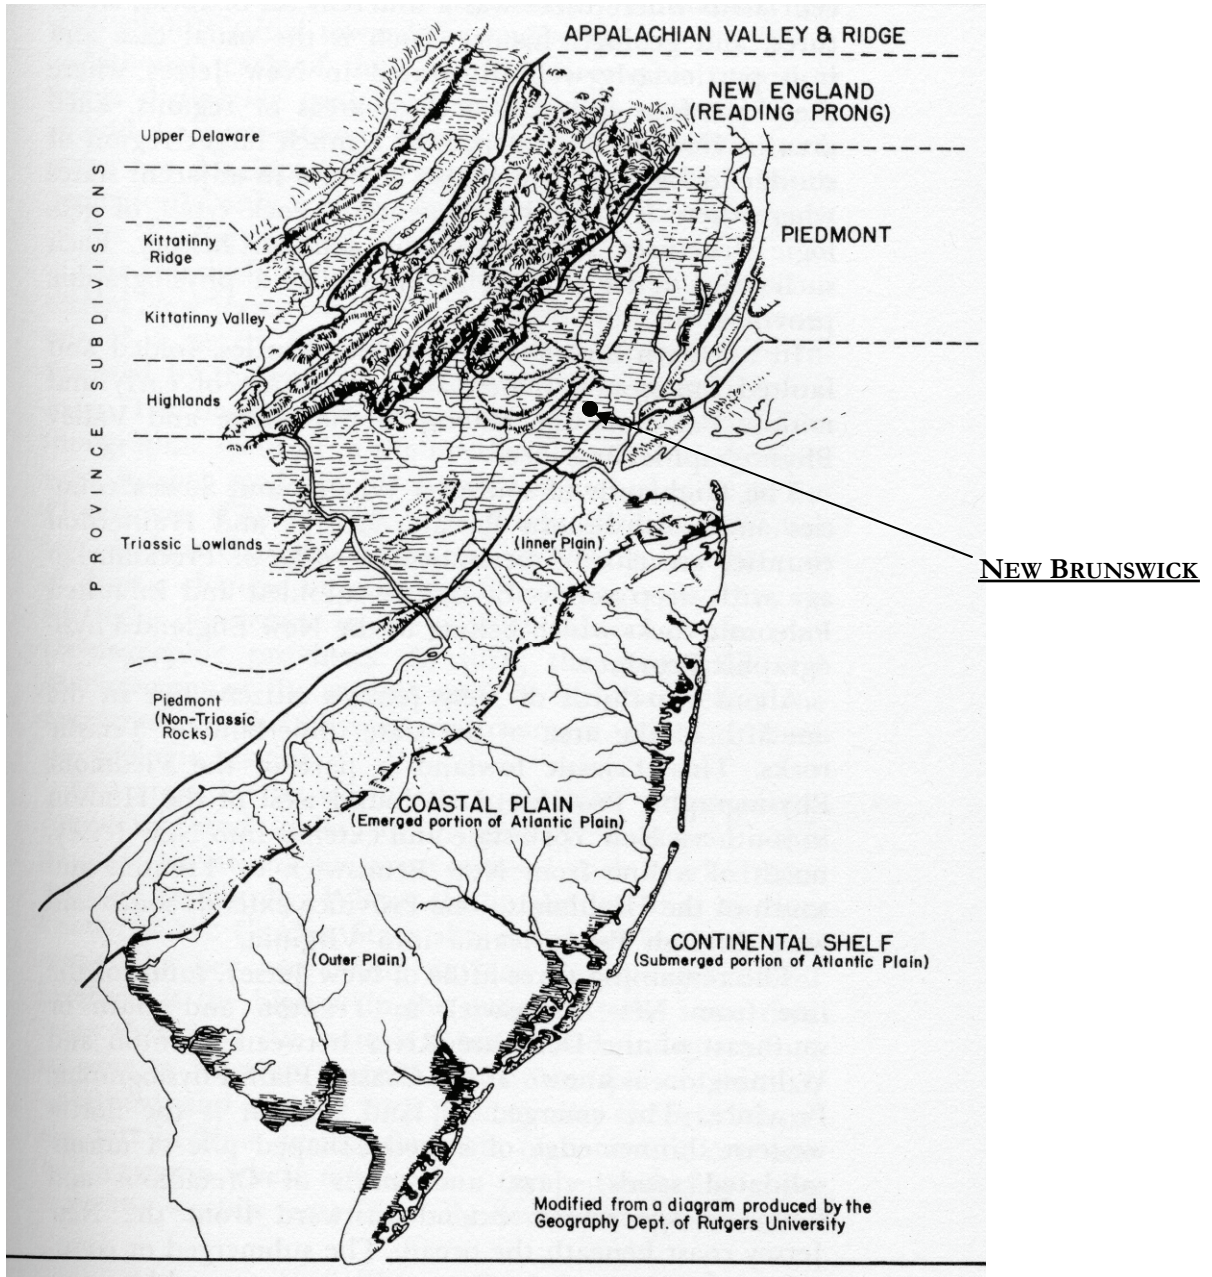 APPALACHIAN VALLEY & RIDGE
NEW ENGLAND
(READING PRONG)
Upper Delaware
PIEDMONT
PROVINCE SUBDIVISIONS
Kittatinny
Ridge
Kittatinny Valley
Highlands
Triassic Lowlands
(Inner Plain)
NEW BRUNSWICK
Piedmont
(Non-Triassic
Rocks)
COASTAL PLAIN
(Emerged portion of Atlantic Plain)
CONTINENTAL SHELF
(Submerged portion of Atlantic Plain)
(Outer Plain)
Modified from a diagram produced by the
Geography Dept. of Rutgers University